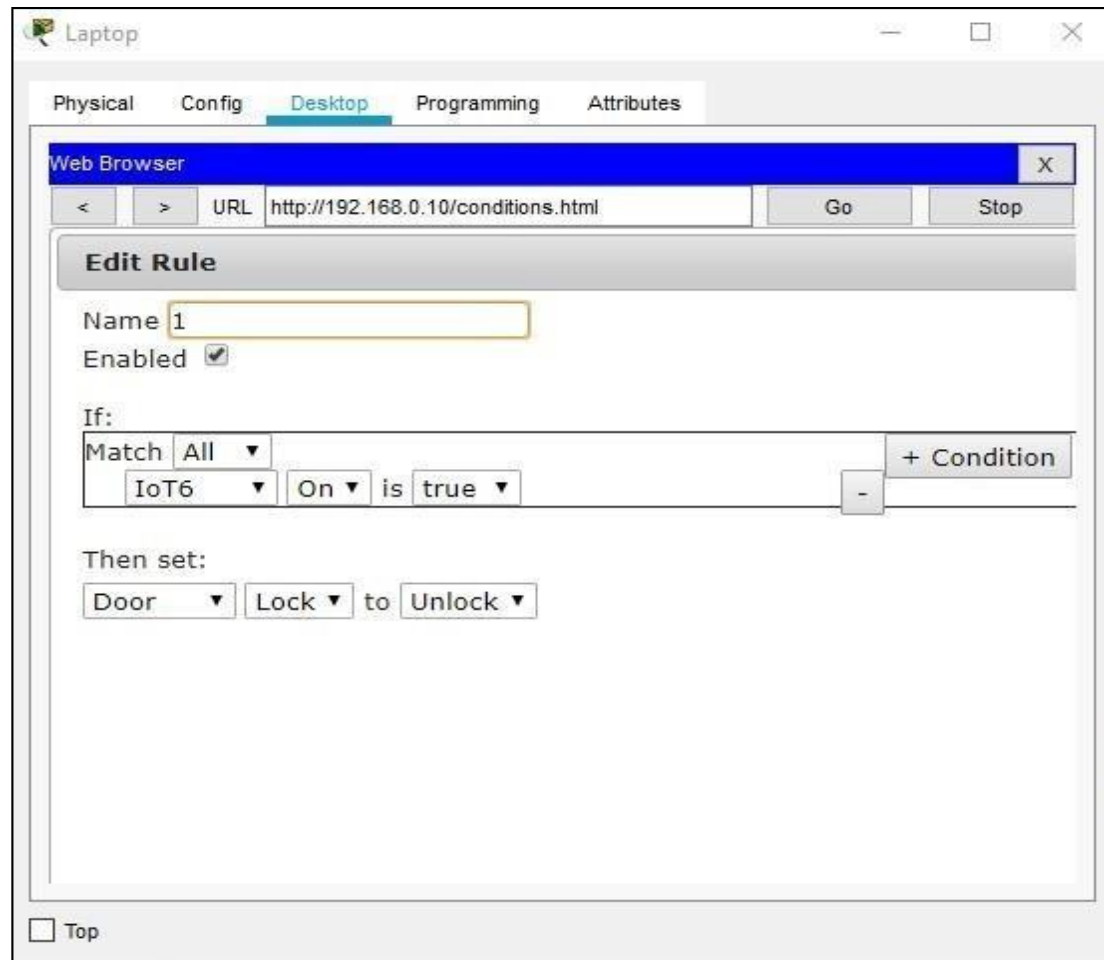 Laptop
Physical Config Desktop Programming Attributes
Web Browser X
< > URL http://192.168.0.10/conditions.html Go Stop
Edit Rule
Name 1
Enabled
If:
Match All + Condition
IoT6 On is true -
Then set:
Door Lock to Unlock
Top